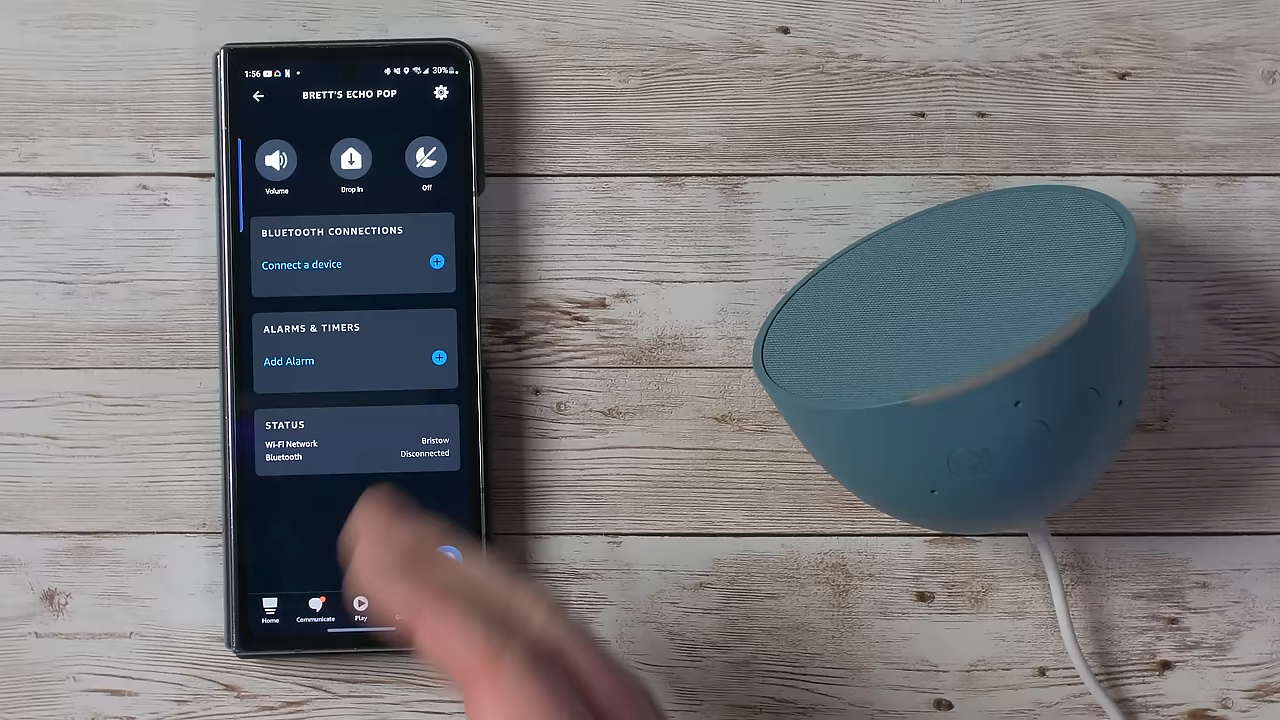 1:56 30%
BRETT'S ECHO POP
Volume Drop In Off
BLUETOOTH CONNECTIONS
Connect a device
ALARMS & TIMERS
Add Alarm
STATUS
Wi-Fi Network Bristow
Bluetooth Disconnected
Home Communicate Play